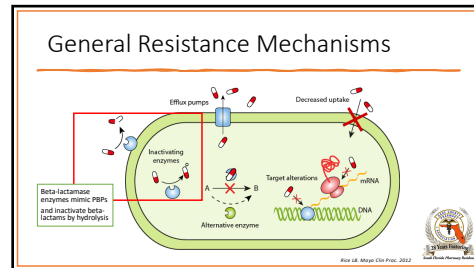 General Resistance Mechanisms
Efflux pumps
Decreased uptake
Inactivating
enzymes
Beta-lactamase
enzymes mimic PBPs
and inactivate beta-
lactams by hydrolysis
A
B
Alternative enzyme
Target alterations
mRNA
DNA
Rice LB. Mayo Clin Proc. 2012